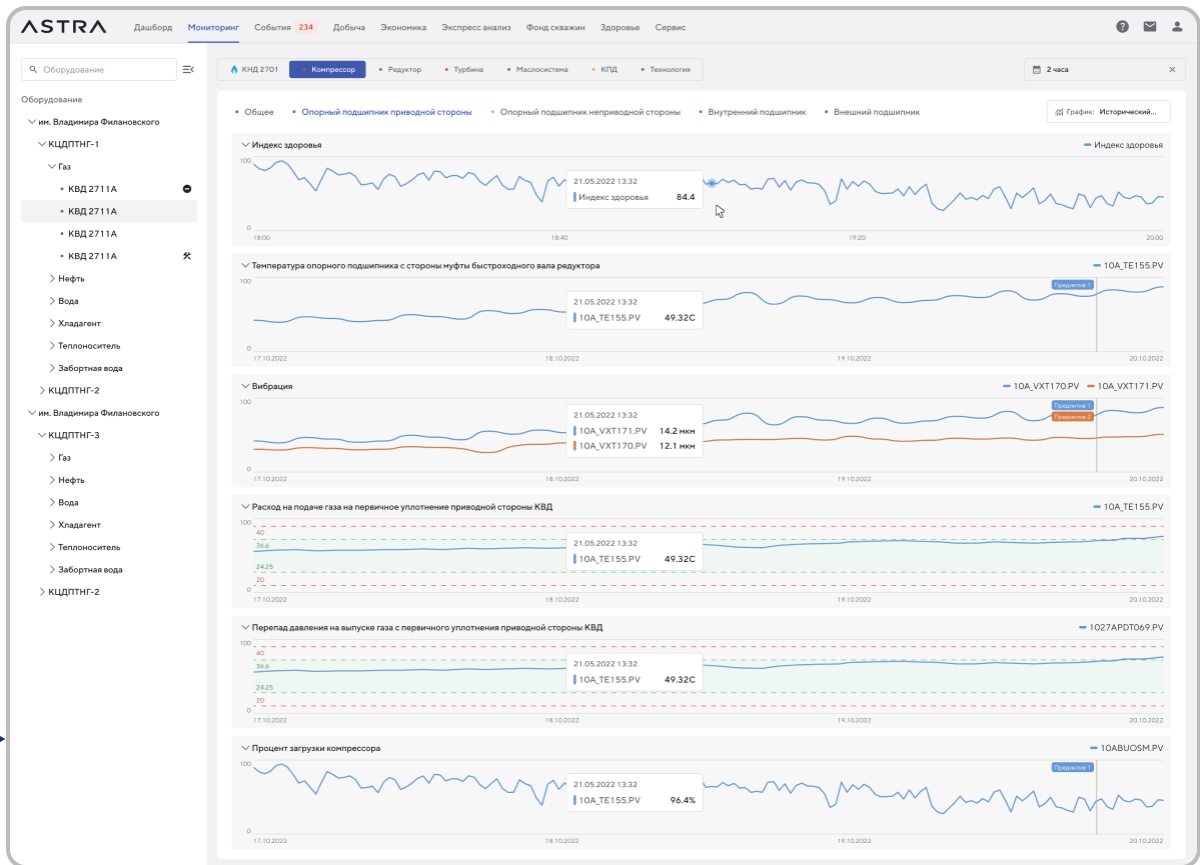 ASTRA Дашборд Мониторинг События 234 Добыча Экономика Экспресс анализ Фонд скважин Здоровье Сервис
Оборудование
КНД 2701 Компрессор Редуктор Турбина Маслосистема КПД Технология
2 часа
Оборудование
им. Владимира Филановского
КЦДПТНГ-1
Газ
КВД 2711А
КВД 2711А
КВД 2711А
КВД 2711А
Нефть
Вода
Хладагент
Теплоноситель
Забортная вода
КЦДПТНГ-2
им. Владимира Филановского
КЦДПТНГ-3
Газ
Нефть
Вода
Хладагент
Теплоноситель
Забортная вода
КЦДПТНГ-2
Общее Опорный подшипник приводной стороны Опорный подшипник неприводной стороны Внутренний подшипник Внешний подшипник
График: Исторический...
Индекс здоровья Индекс здоровья
100
21.05.2022 13:32
Индекс здоровья 84.4
0
18:00 18:40 19:20 20:00
Температура опорного подшипника с стороны муфты быстроходного вала редуктора 10A_TE155.PV
100
Предиктив 1
21.05.2022 13:32
10A_TE155.PV 49.32C
0
17.10.2022 18.10.2022 19.10.2022 20.10.2022
Вибрация 10A_VXT170.PV 10A_VXT171.PV
100
Предиктив 1
Предиктив 2
21.05.2022 13:32
10A_VXT171.PV 14.2 мкн
10A_VXT170.PV 12.1 мкн
0
17.10.2022 18.10.2022 19.10.2022 20.10.2022
Расход на подаче газа на первичное уплотнение приводной стороны КВД 10A_TE155.PV
100
40
36.6
21.05.2022 13:32
10A_TE155.PV 49.32C
24.25
20
0
17.10.2022 18.10.2022 19.10.2022 20.10.2022
Перепад давления на выпуске газа с первичного уплотнения приводной стороны КВД 1027APDT069.PV
100
40
36.6
21.05.2022 13:32
10A_TE155.PV 49.32C
24.25
20
0
17.10.2022 18.10.2022 19.10.2022 20.10.2022
Процент загрузки компрессора 10ABUOSM.PV
100
Предиктив 1
21.05.2022 13:32
10A_TE155.PV 96.4%
0
17.10.2022 18.10.2022 19.10.2022 20.10.2022